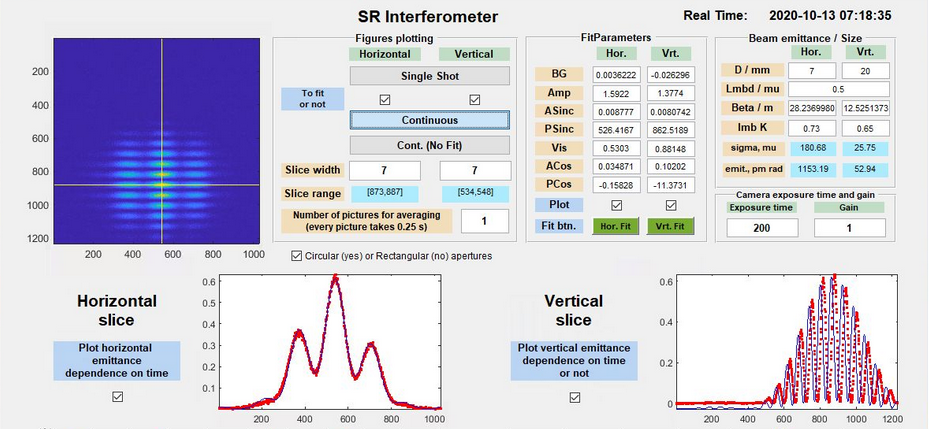 SR Interferometer
Real Time: 2020-10-13 07:18:35
200
400
600
800
1000
1200
200 400 600 800 1000
Figures plotting
Horizontal Vertical
Single Shot
To fit
or not
Continuous
Cont. (No Fit)
Slice width 7 7
Slice range [873,887] [534,548]
Number of pictures for averaging
(every picture takes 0.25 s)
1
Circular (yes) or Rectangular (no) apertures
FitParameters
Hor. Vrt.
BG 0.0036222 -0.026296
Amp 1.5922 1.3774
ASinc 0.008777 0.0080742
PSinc 526.4167 862.5189
Vis 0.5303 0.88148
ACos 0.034871 0.10202
PCos -0.15828 -11.3731
Plot
Fit btn. Hor. Fit Vrt. Fit
Beam emittance / Size
Hor. Vrt.
D / mm 7 20
Lmbd / mu 0.5
Beta / m 28.2369980 12.5251373
Imb K 0.73 0.65
sigma, mu 180.68 25.75
emit., pm rad 1153.19 52.94
Camera exposure time and gain
Exposure time Gain
200 1
Horizontal
slice
Plot horizontal
emittance
dependence on time
0.6
0.5
0.4
0.3
0.2
0.1
0 200 400 600 800 1000
Vertical
slice
Plot vertical emittance
dependence on time
or not
0.6
0.4
0.2
0
0 200 400 600 800 1000 1200